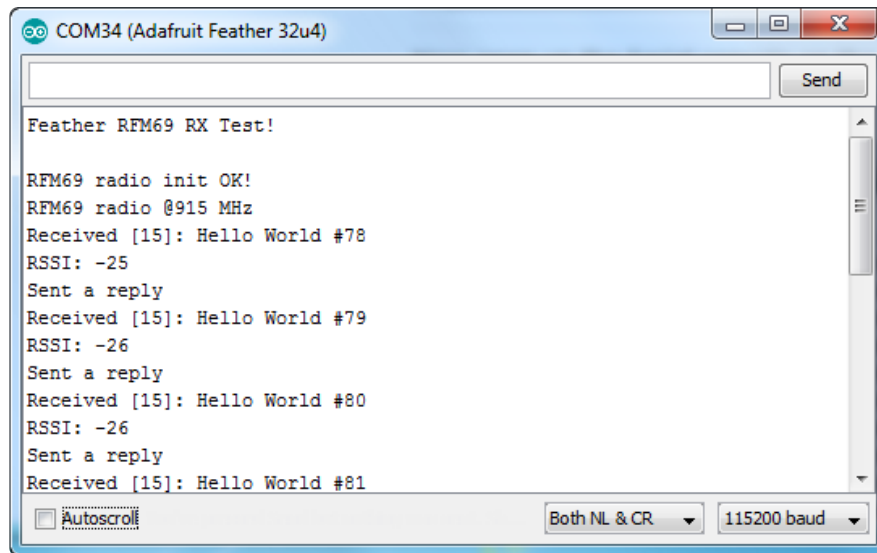 COM34 (Adafruit Feather 32u4)
Send
Feather RFM69 RX Test!
RFM69 radio init OK!
RFM69 radio @915 MHz
Received [15]: Hello World #78
RSSI: -25
Sent a reply
Received [15]: Hello World #79
RSSI: -26
Sent a reply
Received [15]: Hello World #80
RSSI: -26
Sent a reply
Received [15]: Hello World #81
Autoscroll
Both NL & CR
115200 baud